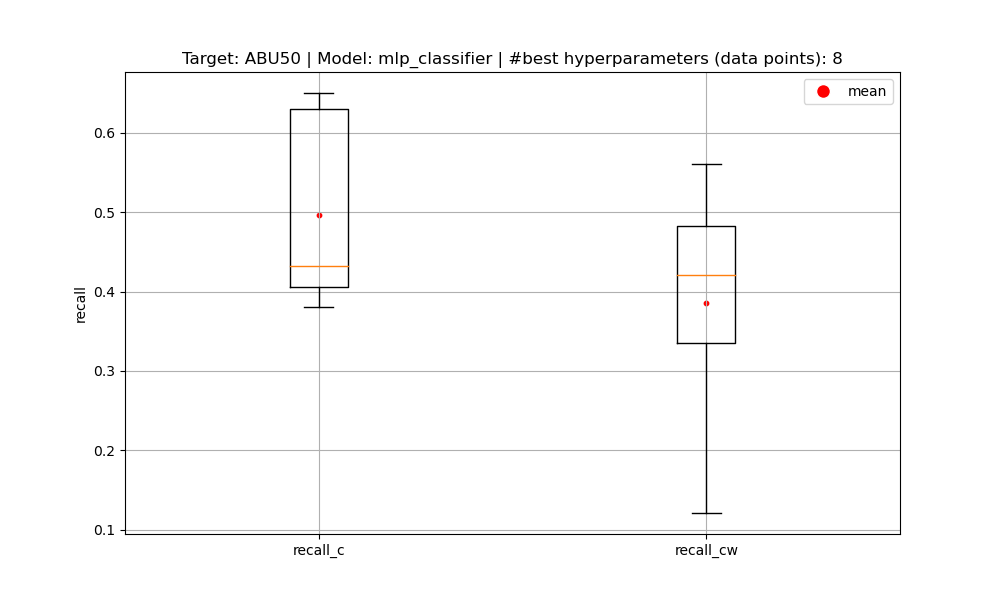 Target: ABU50 | Model: mlp_classifier | #best hyperparameters (data points): 8
mean
0.6
0.5
0.4
0.3
0.2
0.1
recall
recall_c
recall_cw